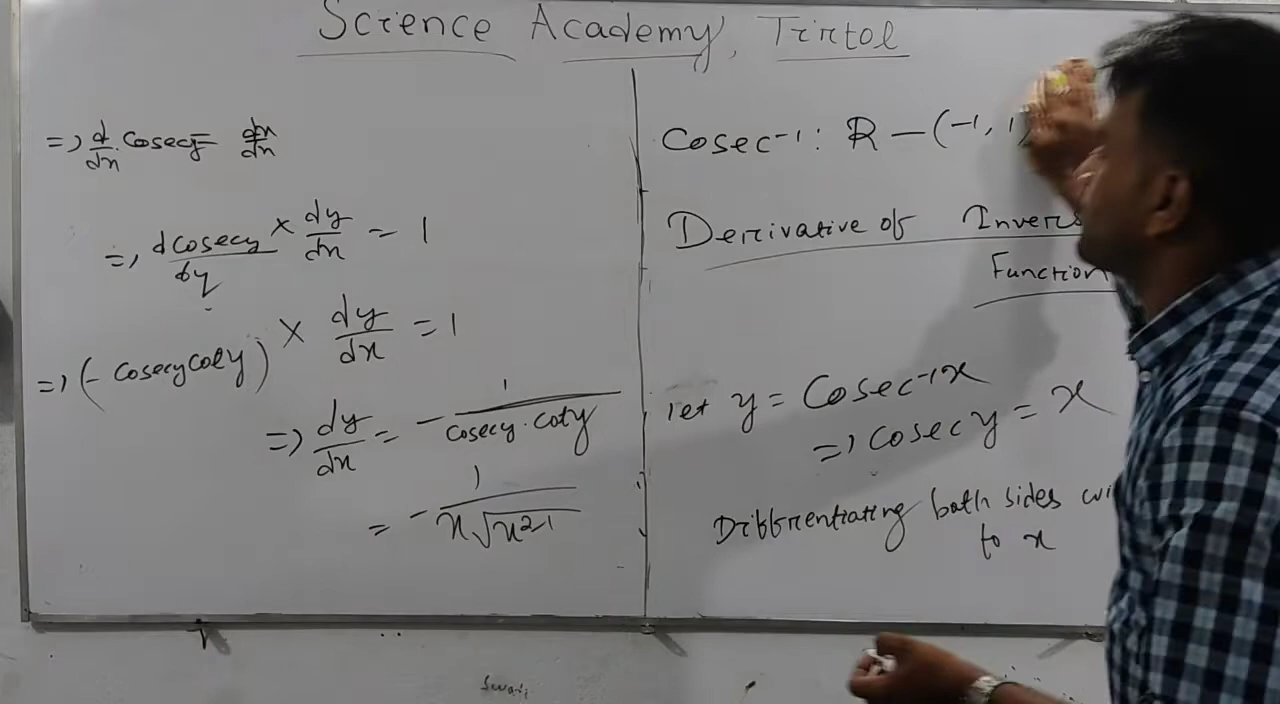 Science Academy, Tirtol
=> d/dx cosecy = dx/dx
=> dcosecy/dy × dy/dx = 1
=> (- cosecycoty) × dy/dx = 1
=> dy/dx = - 1/cosecy.coty
= - 1/x√x²-1
Cosec⁻¹: R – (-1, 1)
Derivative of
Function
let y = Cosec⁻¹x
=> cosec y = x
Differentiating both sides
to x